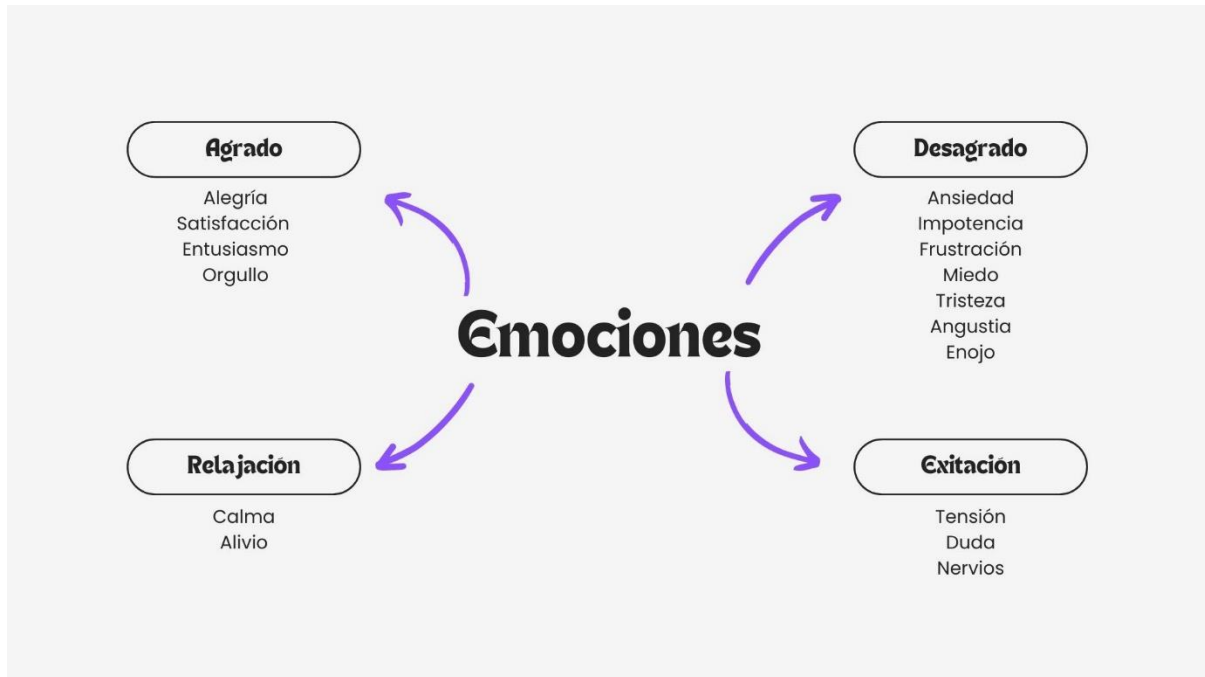 Agrado
Alegría
Satisfacción
Entusiasmo
Orgullo
Desagrado
Ansiedad
Impotencia
Frustración
Miedo
Tristeza
Angustia
Enojo
Emociones
Relajación
Calma
Alivio
Exitación
Tensión
Duda
Nervios